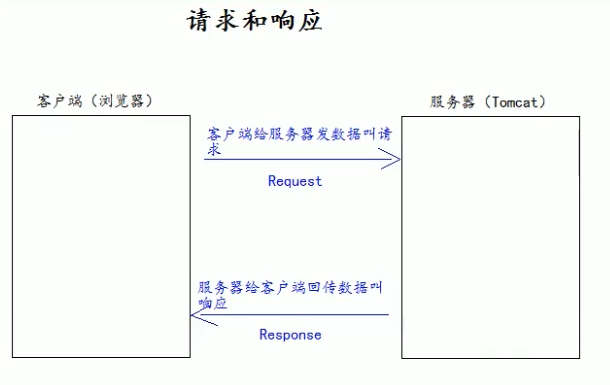 请求和响应
客户端（浏览器）
服务器（Tomcat）
客户端给服务器发数据叫请
求
Request
服务器给客户端回传数据叫
响应
Response